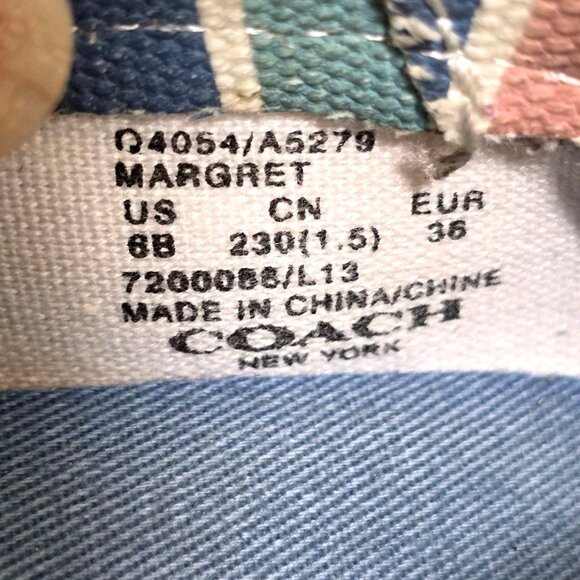 Q4054/A5279
MARGRET
US CN EUR
6B 230(1.5) 36
7200086/L13
MADE IN CHINA/CHINE
COACH
NEW YORK